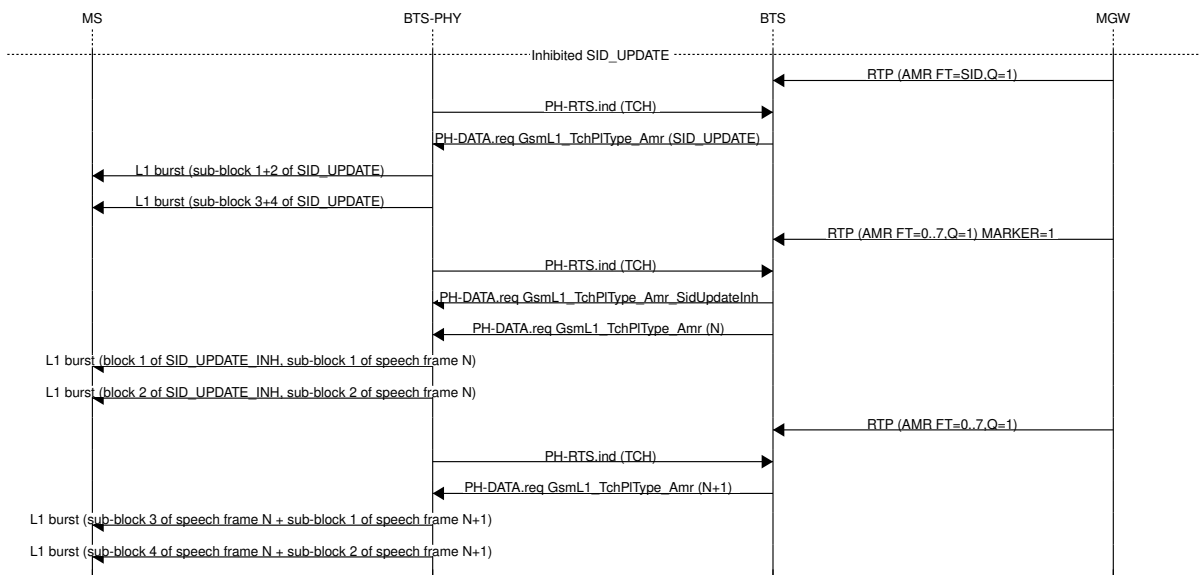 MS BTS-PHY BTS MGW
Inhibited SID_UPDATE
RTP (AMR FT=SID,Q=1)
PH-RTS.ind (TCH)
PH-DATA.req GsmL1_TchPlType_Amr (SID_UPDATE)
L1 burst (sub-block 1+2 of SID_UPDATE)
L1 burst (sub-block 3+4 of SID_UPDATE)
RTP (AMR FT=0..7,Q=1) MARKER=1
PH-RTS.ind (TCH)
PH-DATA.req GsmL1_TchPlType_Amr_SidUpdateInh
PH-DATA.req GsmL1_TchPlType_Amr (N)
L1 burst (block 1 of SID_UPDATE_INH, sub-block 1 of speech frame N)
L1 burst (block 2 of SID_UPDATE_INH, sub-block 2 of speech frame N)
RTP (AMR FT=0..7,Q=1)
PH-RTS.ind (TCH)
PH-DATA.req GsmL1_TchPlType_Amr (N+1)
L1 burst (sub-block 3 of speech frame N + sub-block 1 of speech frame N+1)
L1 burst (sub-block 4 of speech frame N + sub-block 2 of speech frame N+1)